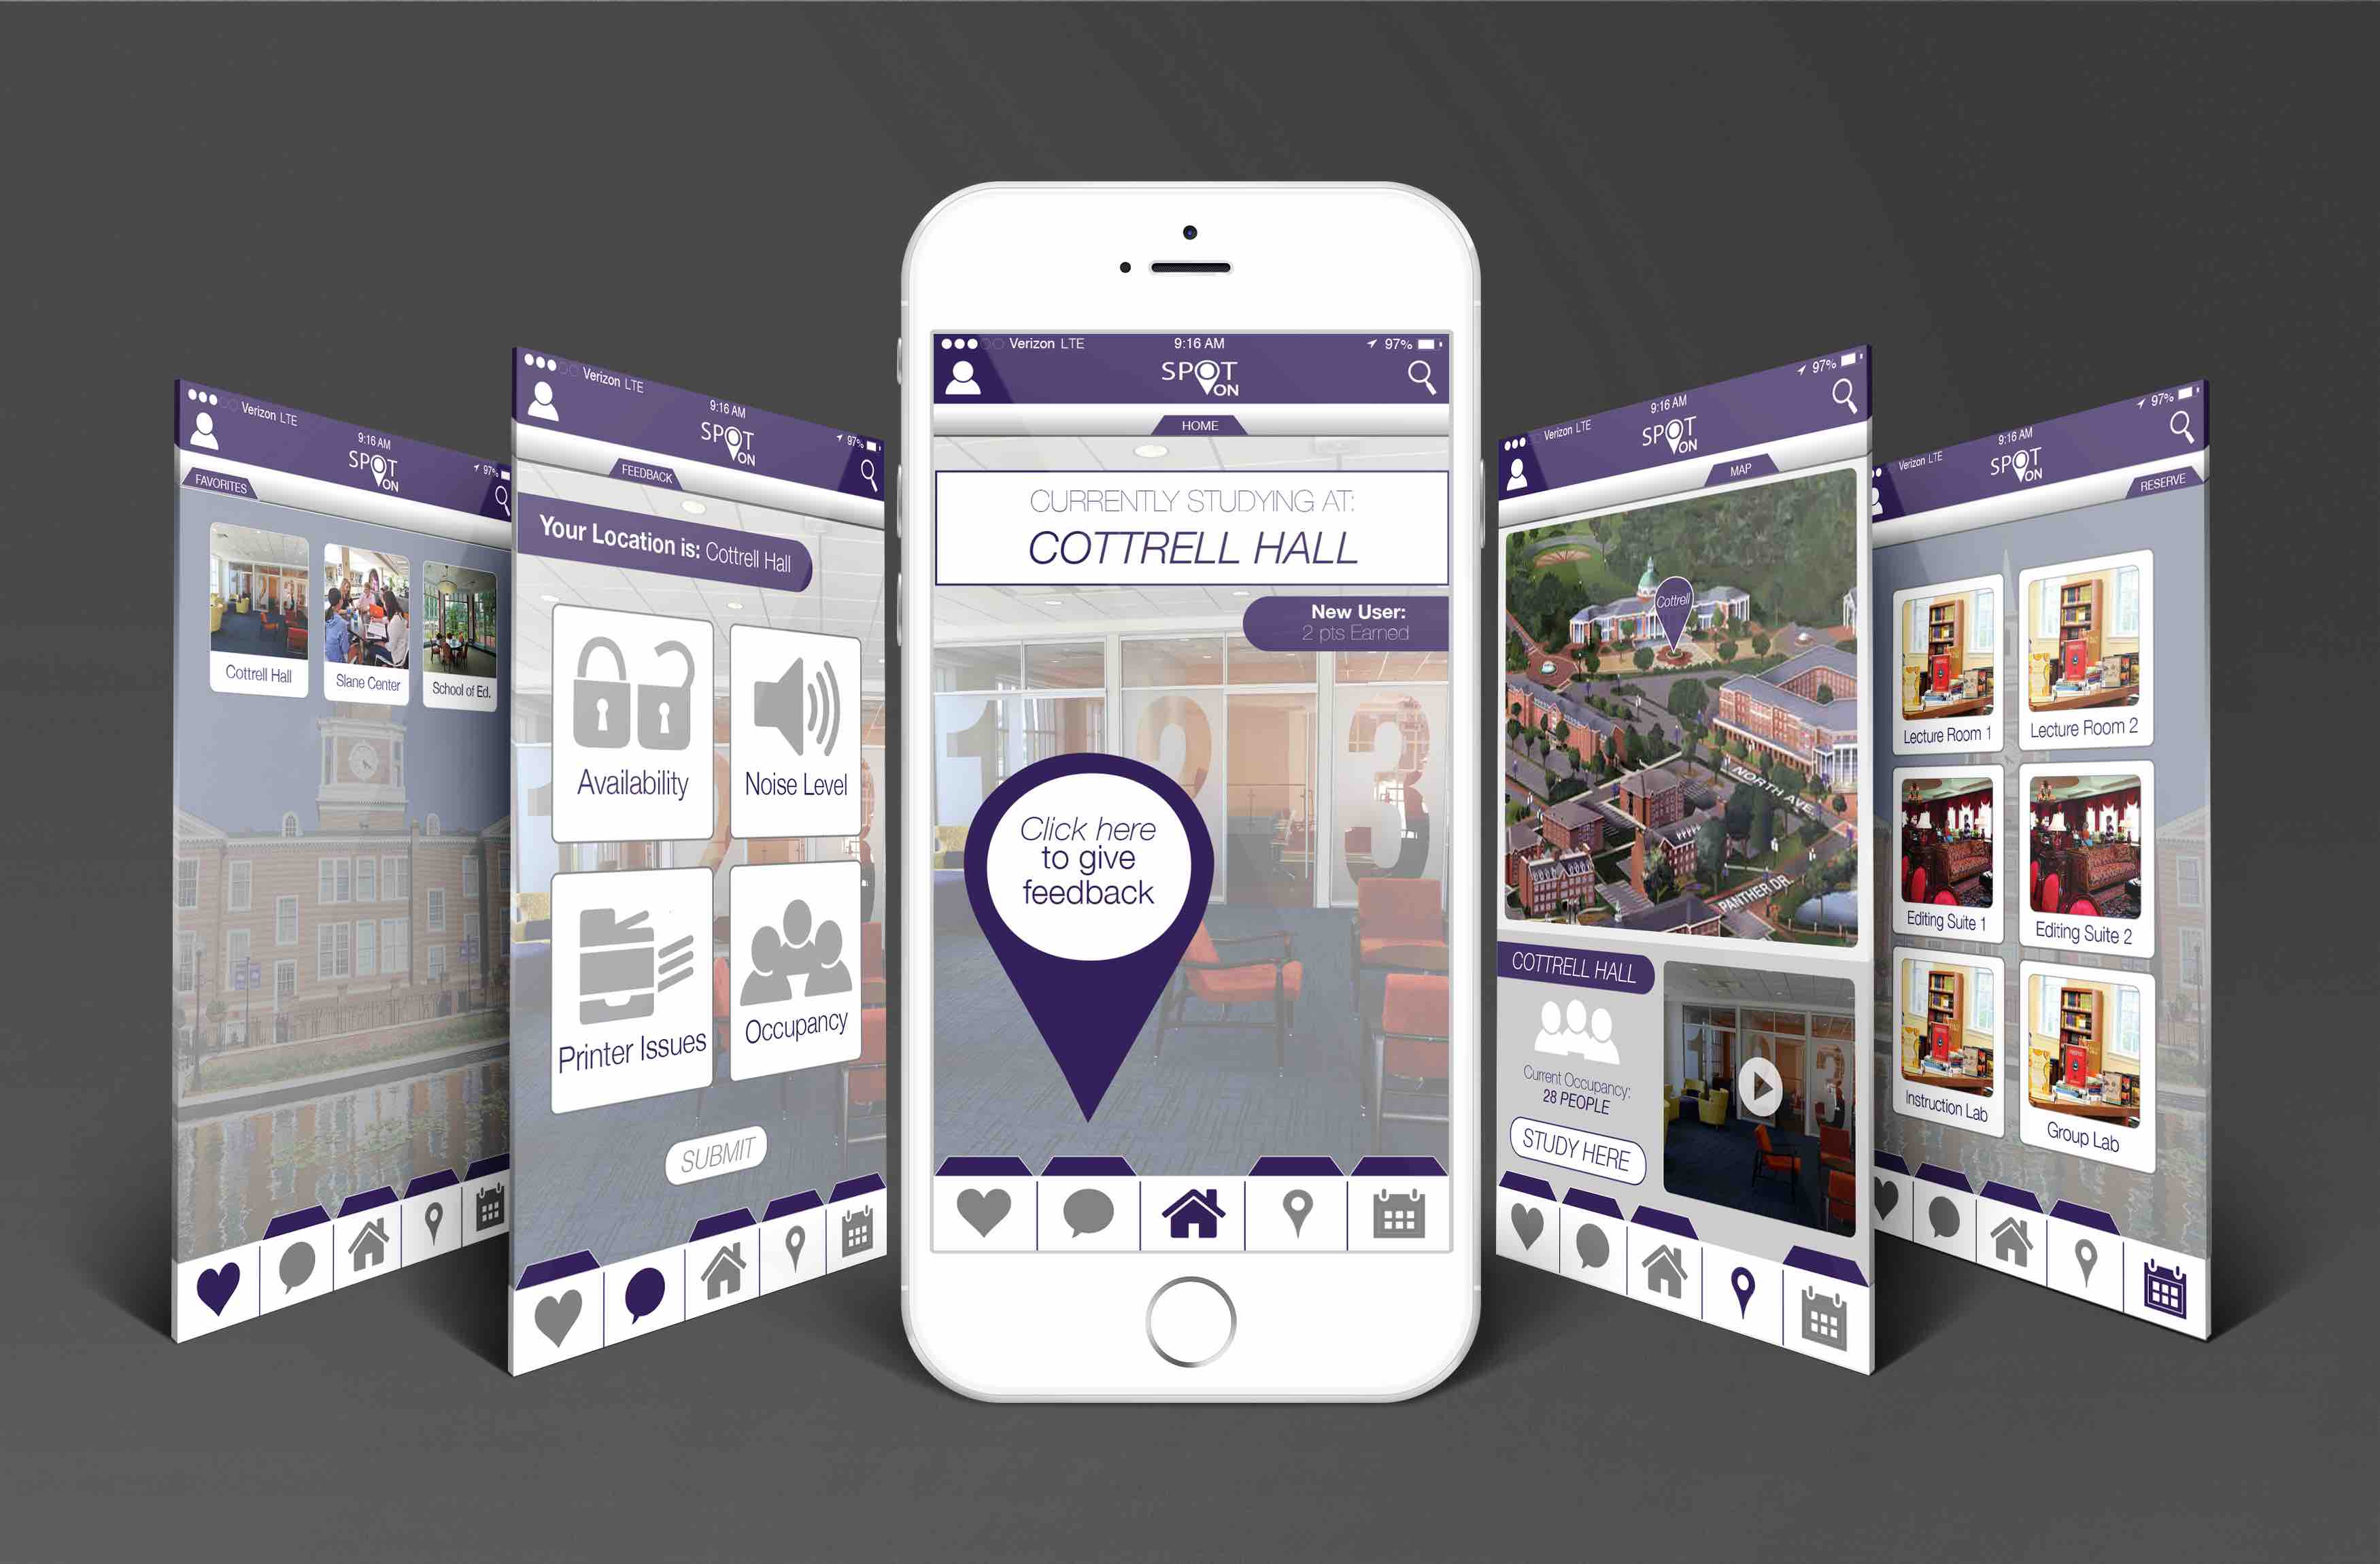 Verizon LTE
9:16 AM
97%
SPOT
ON
FAVORITES
Cottrell Hall
Slane Center
School of Ed.
Verizon LTE
9:16 AM
97%
SPOT
ON
FEEDBACK
Your Location is: Cottrell Hall
Availability
Noise Level
Printer Issues
Occupancy
SUBMIT
Verizon LTE
9:16 AM
97%
SPOT
ON
HOME
CURRENTLY STUDYING AT:
COTTRELL HALL
New User:
2 pts Earned
1 2 3
Click here
to give
feedback
Verizon LTE
9:16 AM
97%
SPOT
ON
MAP
Cottrell
NORTH AVE
PANTHER DR.
COTTRELL HALL
Current Occupancy:
28 PEOPLE
STUDY HERE
Verizon LTE
9:16 AM
97%
SPOT
ON
RESERVE
Lecture Room 1
Lecture Room 2
Editing Suite 1
Editing Suite 2
Instruction Lab
Group Lab